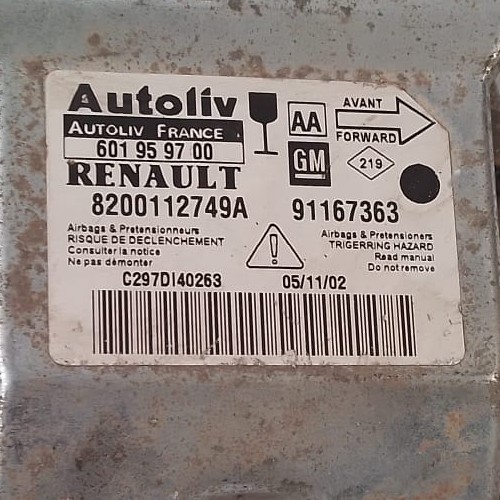 Autoliv
AUTOLIV FRANCE
601 95 97 00
RENAULT
8200112749A
AA
GM
AVANT
FORWARD
219
91167363
Airbags & Pretensionneurs
RISQUE DE DECLENCHEMENT
Consulter la notice
Ne pas démonter
Airbags & Pretensioners
TRIGERRING HAZARD
Read manual
Do not remove
C297DI40263
05/11/02